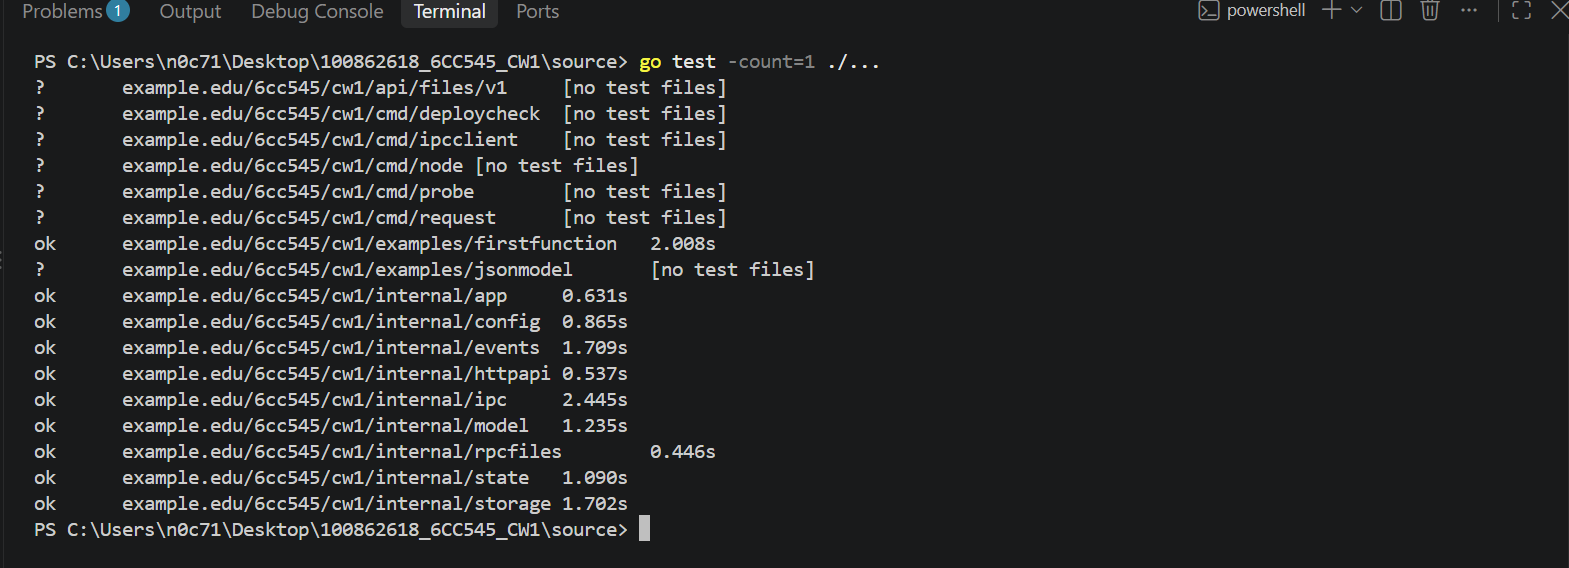 Problems 1 Output Debug Console Terminal Ports powershell
PS C:\Users\n0c71\Desktop\100862618_6CC545_CW1\source> go test -count=1 ./...
? example.edu/6cc545/cw1/api/files/v1 [no test files]
? example.edu/6cc545/cw1/cmd/deploycheck [no test files]
? example.edu/6cc545/cw1/cmd/ipcclient [no test files]
? example.edu/6cc545/cw1/cmd/node [no test files]
? example.edu/6cc545/cw1/cmd/probe [no test files]
? example.edu/6cc545/cw1/cmd/request [no test files]
ok example.edu/6cc545/cw1/examples/firstfunction 2.008s
? example.edu/6cc545/cw1/examples/jsonmodel [no test files]
ok example.edu/6cc545/cw1/internal/app 0.631s
ok example.edu/6cc545/cw1/internal/config 0.865s
ok example.edu/6cc545/cw1/internal/events 1.709s
ok example.edu/6cc545/cw1/internal/httpapi 0.537s
ok example.edu/6cc545/cw1/internal/ipc 2.445s
ok example.edu/6cc545/cw1/internal/model 1.235s
ok example.edu/6cc545/cw1/internal/rpcfiles 0.446s
ok example.edu/6cc545/cw1/internal/state 1.090s
ok example.edu/6cc545/cw1/internal/storage 1.702s
PS C:\Users\n0c71\Desktop\100862618_6CC545_CW1\source>